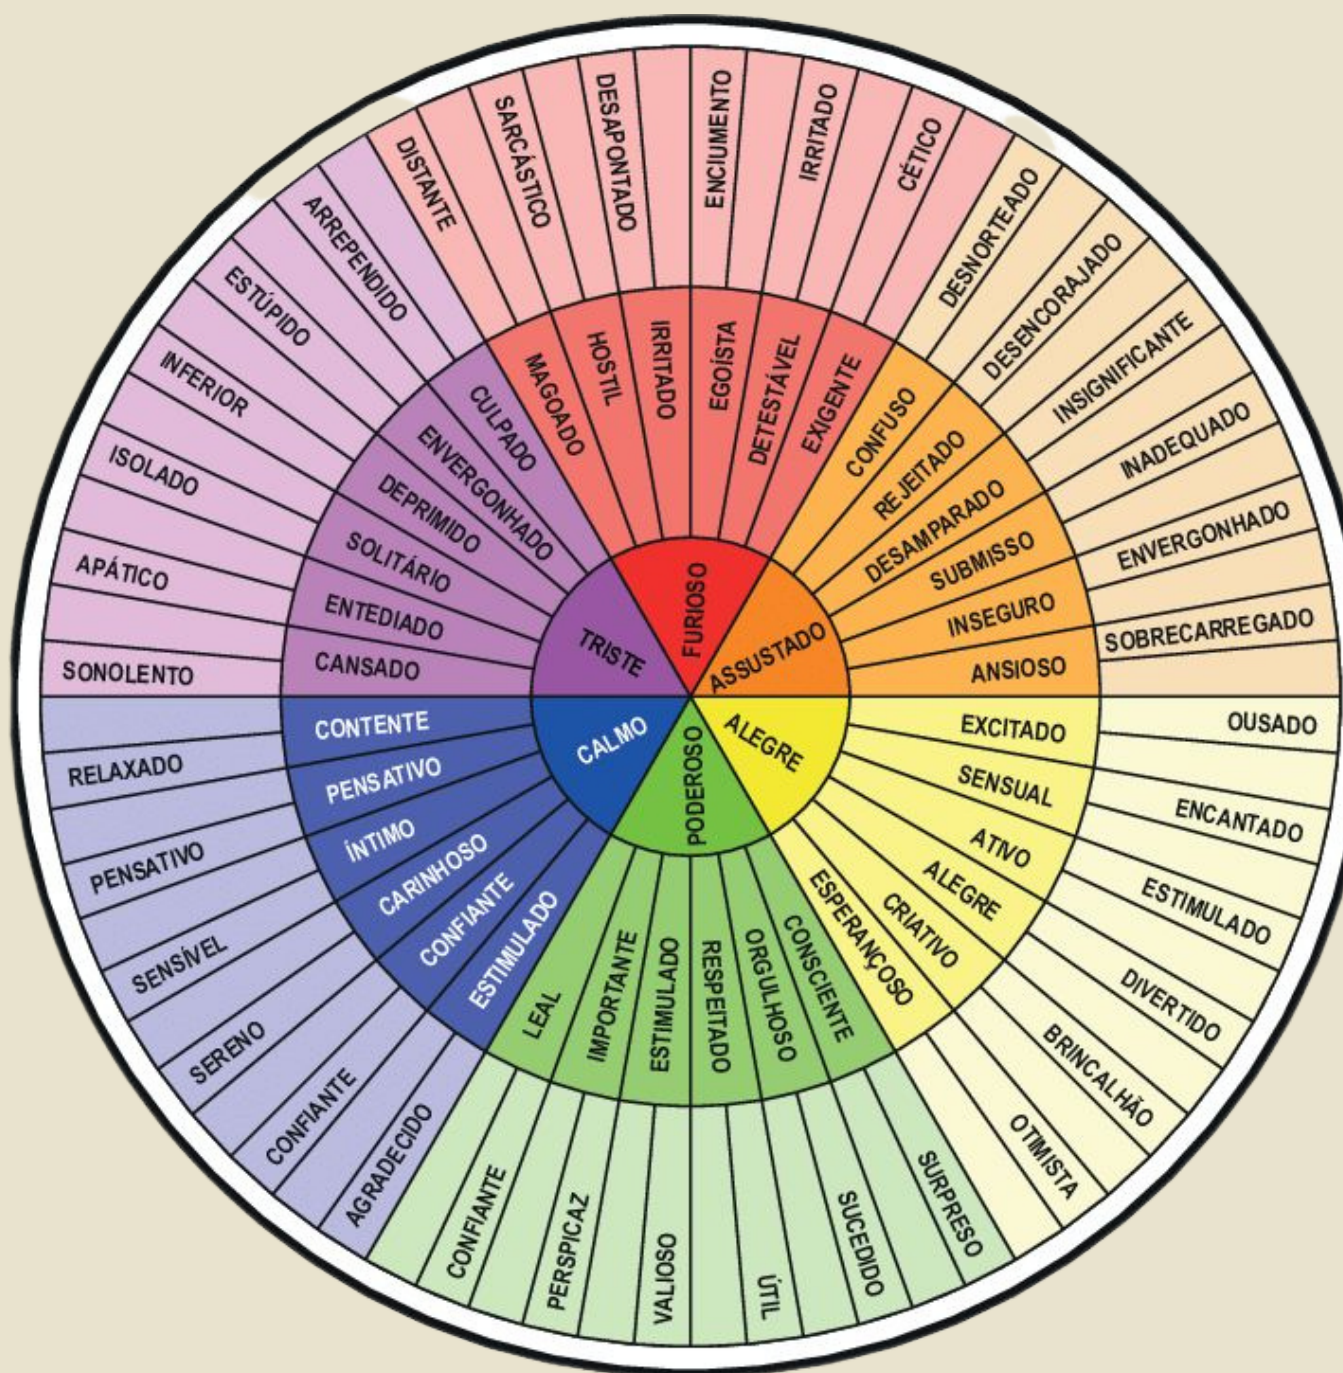 FURIOSO
ASSUSTADO
ALEGRE
PODEROSO
CALMO
TRISTE
MAGOADO
HOSTIL
IRRITADO
EGOÍSTA
DETESTÁVEL
EXIGENTE
CONFUSO
REJEITADO
DESAMPARADO
SUBMISSO
INSEGURO
ANSIOSO
EXCITADO
SENSUAL
ATIVO
ALEGRE
CRIATIVO
ESPERANÇOSO
CONSCIENTE
ORGULHOSO
RESPEITADO
ESTIMULADO
IMPORTANTE
LEAL
ESTIMULADO
CONFIANTE
CARINHOSO
ÍNTIMO
PENSATIVO
CONTENTE
CANSADO
ENTEDIADO
SOLITÁRIO
DEPRIMIDO
ENVERGONHADO
CULPADO
DISTANTE
SARCÁSTICO
DESAPONTADO
ENCIUMENTO
IRRITADO
CÉTICO
DESNORTEADO
DESENCORAJADO
INSIGNIFICANTE
INADEQUADO
ENVERGONHADO
SOBRECARREGADO
OUSADO
ENCANTADO
ESTIMULADO
DIVERTIDO
BRINCALHÃO
OTIMISTA
SURPRESO
SUCEDIDO
ÚTIL
VALIOSO
PERSPICAZ
CONFIANTE
AGRADECIDO
CONFIANTE
SERENO
SENSÍVEL
PENSATIVO
RELAXADO
SONOLENTO
APÁTICO
ISOLADO
INFERIOR
ESTÚPIDO
ARREPENDIDO